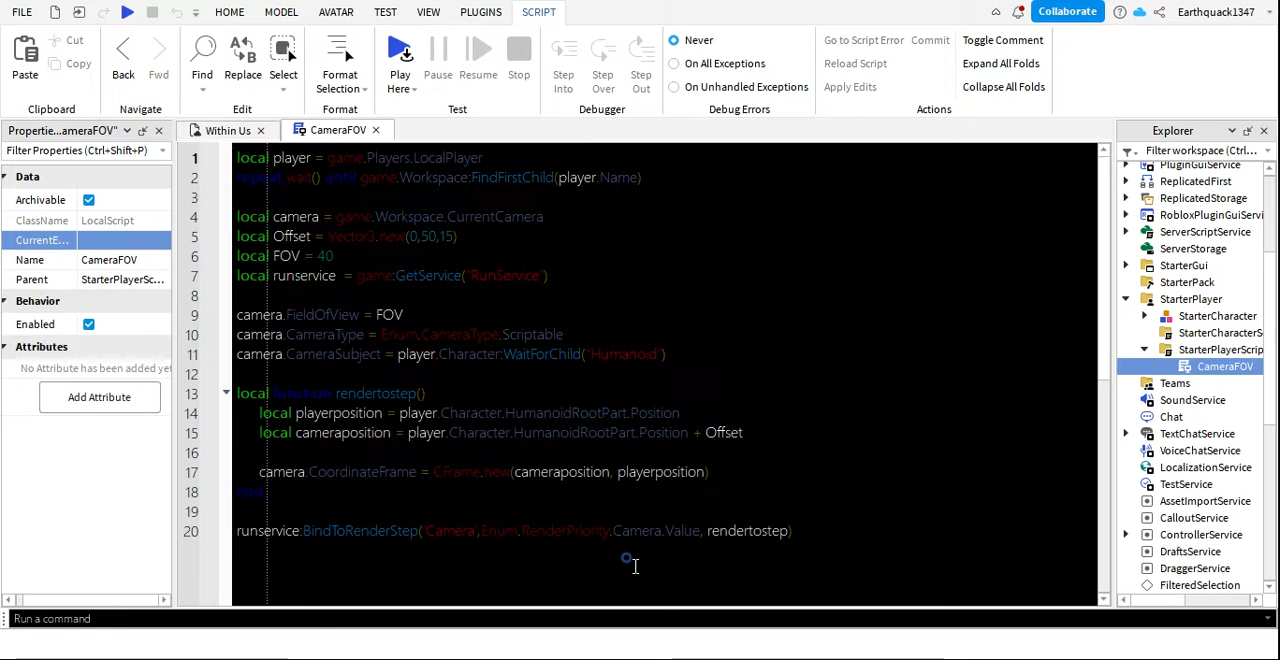 FILE HOME MODEL AVATAR TEST VIEW PLUGINS SCRIPT Collaborate Earthquack1347
Paste Cut Copy Back Fwd Find Replace Select Format Selection Play Here Pause Resume Stop Step Into Step Over Step Out Never On All Exceptions On Unhandled Exceptions Go to Script Error Commit Reload Script Apply Edits Toggle Comment Expand All Folds Collapse All Folds
Clipboard Navigate Edit Format Test Debugger Debug Errors Actions
Propertie...ameraFOV"
Filter Properties (Ctrl+Shift+P)
Data
Archivable
ClassName LocalScript
CurrentE...
Name CameraFOV
Parent StarterPlayerSc...
Behavior
Enabled
Attributes
No Attribute has been added yet
Add Attribute
Within Us CameraFOV
1 local player = game.Players.LocalPlayer
2 repeat wait() until game.Workspace:FindFirstChild(player.Name)
3
4 local camera = game.Workspace.CurrentCamera
5 local Offset = Vector3.new(0,50,15)
6 local FOV = 40
7 local runservice = game:GetService("RunService")
8
9 camera.FieldOfView = FOV
10 camera.CameraType = Enum.CameraType.Scriptable
11 camera.CameraSubject = player.Character:WaitForChild("Humanoid")
12
13 local function rendertostep()
14 local playerposition = player.Character.HumanoidRootPart.Position
15 local cameraposition = player.Character.HumanoidRootPart.Position + Offset
16
17 camera.CoordinateFrame = CFrame.new(cameraposition, playerposition)
18 end
19
20 runservice:BindToRenderStep("Camera",Enum.RenderPriority.Camera.Value, rendertostep)
Explorer
Filter workspace (Ctrl...
PluginGuiService
ReplicatedFirst
ReplicatedStorage
RobloxPluginGuiServi
ServerScriptService
ServerStorage
StarterGui
StarterPack
StarterPlayer
StarterCharacter
StarterCharacterS
StarterPlayerScrip
CameraFOV
Teams
SoundService
Chat
TextChatService
VoiceChatService
LocalizationService
TestService
AssetImportService
CalloutService
ControllerService
DraftsService
DraggerService
FilteredSelection
Run a command